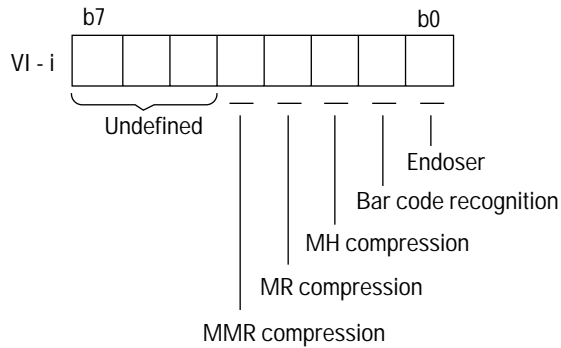 b7 b0
VI - i
Undefined
Endoser
Bar code recognition
MH compression
MR compression
MMR compression